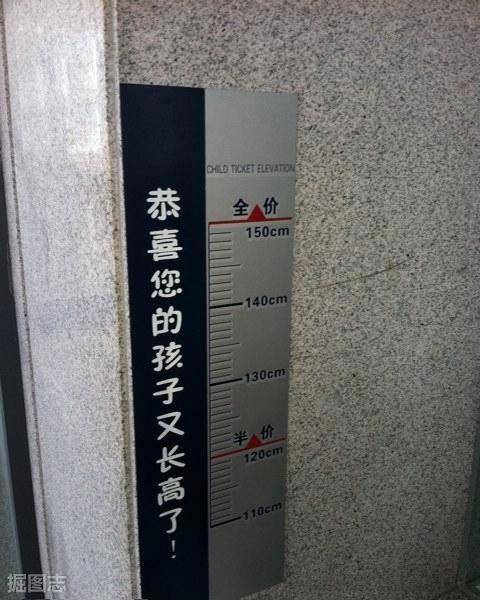 恭喜您的孩子又长高了！
CHILD TICKET ELEVATION
全价
150cm
140cm
130cm
半价
120cm
110cm
掘图志